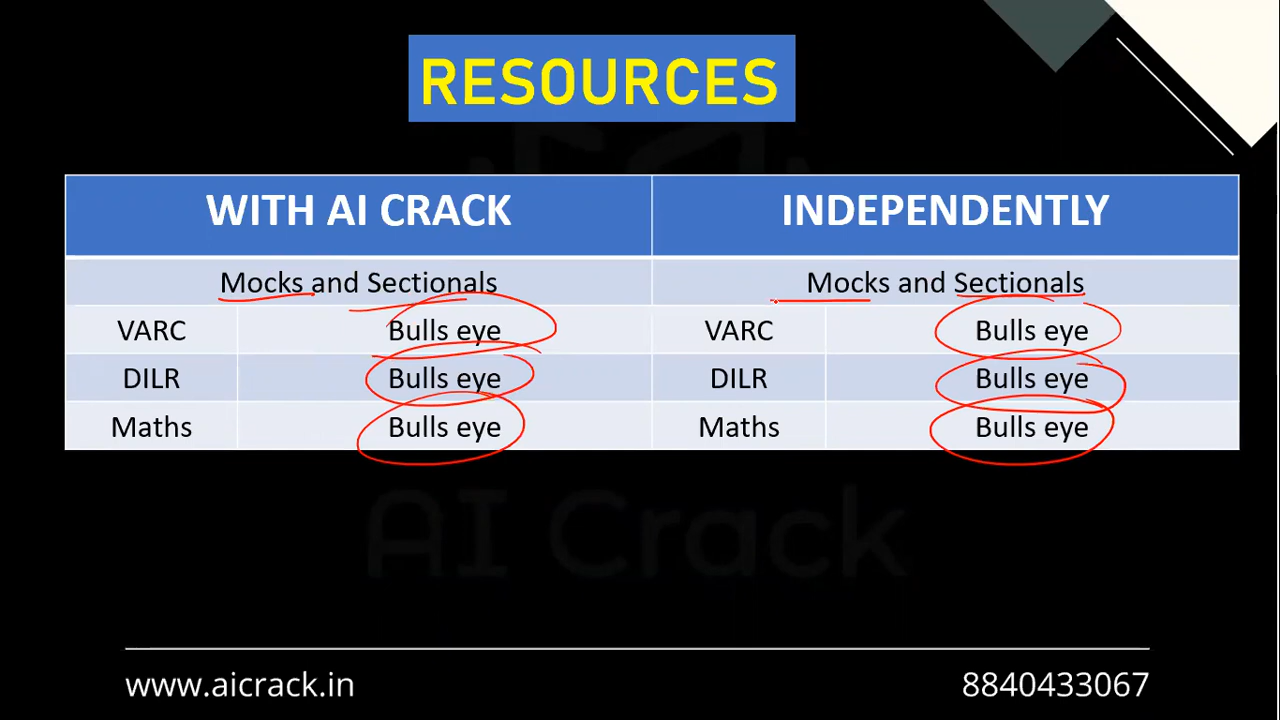 RESOURCES
WITH AI CRACK INDEPENDENTLY
Mocks and Sectionals Mocks and Sectionals
VARC Bulls eye VARC Bulls eye
DILR Bulls eye DILR Bulls eye
Maths Bulls eye Maths Bulls eye
AI Crack
www.aicrack.in 8840433067